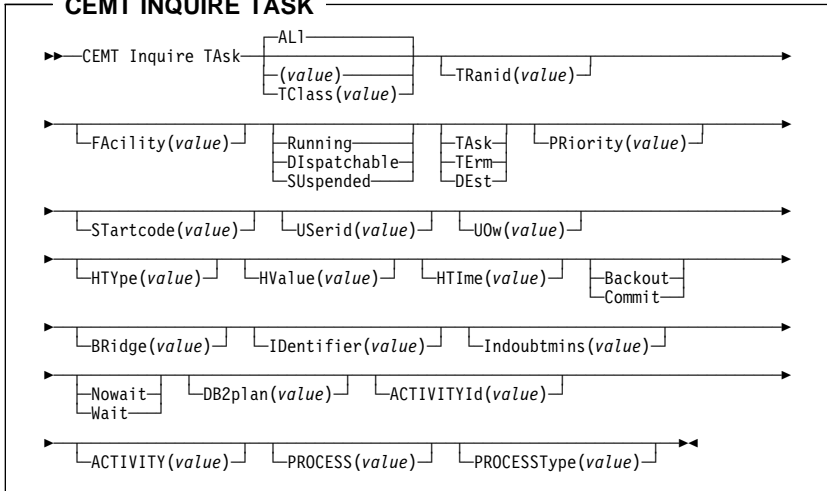 CEMT INQUIRE TASK
ALl
CEMT Inquire TAsk
(value)
TClass(value)
TRanid(value)
FAcility(value)
Running
DIspatchable
SUspended
TAsk
TErm
DEst
PRiority(value)
STartcode(value)
USerid(value)
UOw(value)
HTYpe(value)
HValue(value)
HTIme(value)
Backout
Commit
BRidge(value)
IDentifier(value)
Indoubtmins(value)
Nowait
Wait
DB2plan(value)
ACTIVITYId(value)
ACTIVITY(value)
PROCESS(value)
PROCESSType(value)